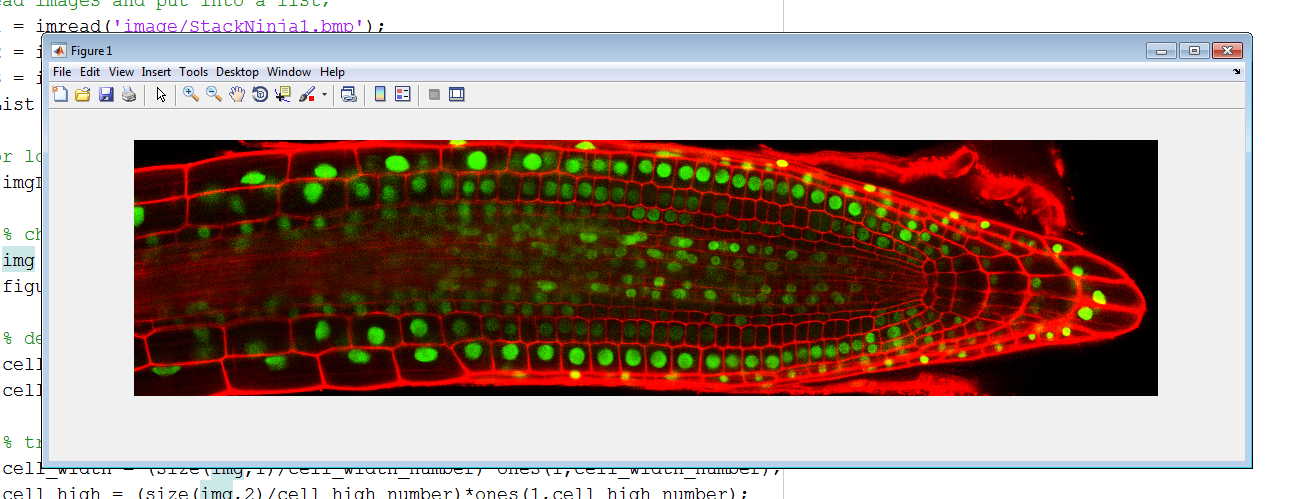 ead images and put into a list,
= imread('image/StackNinja1.bmp');
Figure 1
= i
File Edit View Insert Tools Desktop Window Help
= i
List
or lo
img
% ch
img
figu
% de
cell
cell
% tr
cell_width = (size(img,1)/cell_width_number)*ones(1,cell_width_number);
cell_high = (size(img,2)/cell_high_number)*ones(1,cell_high_number);